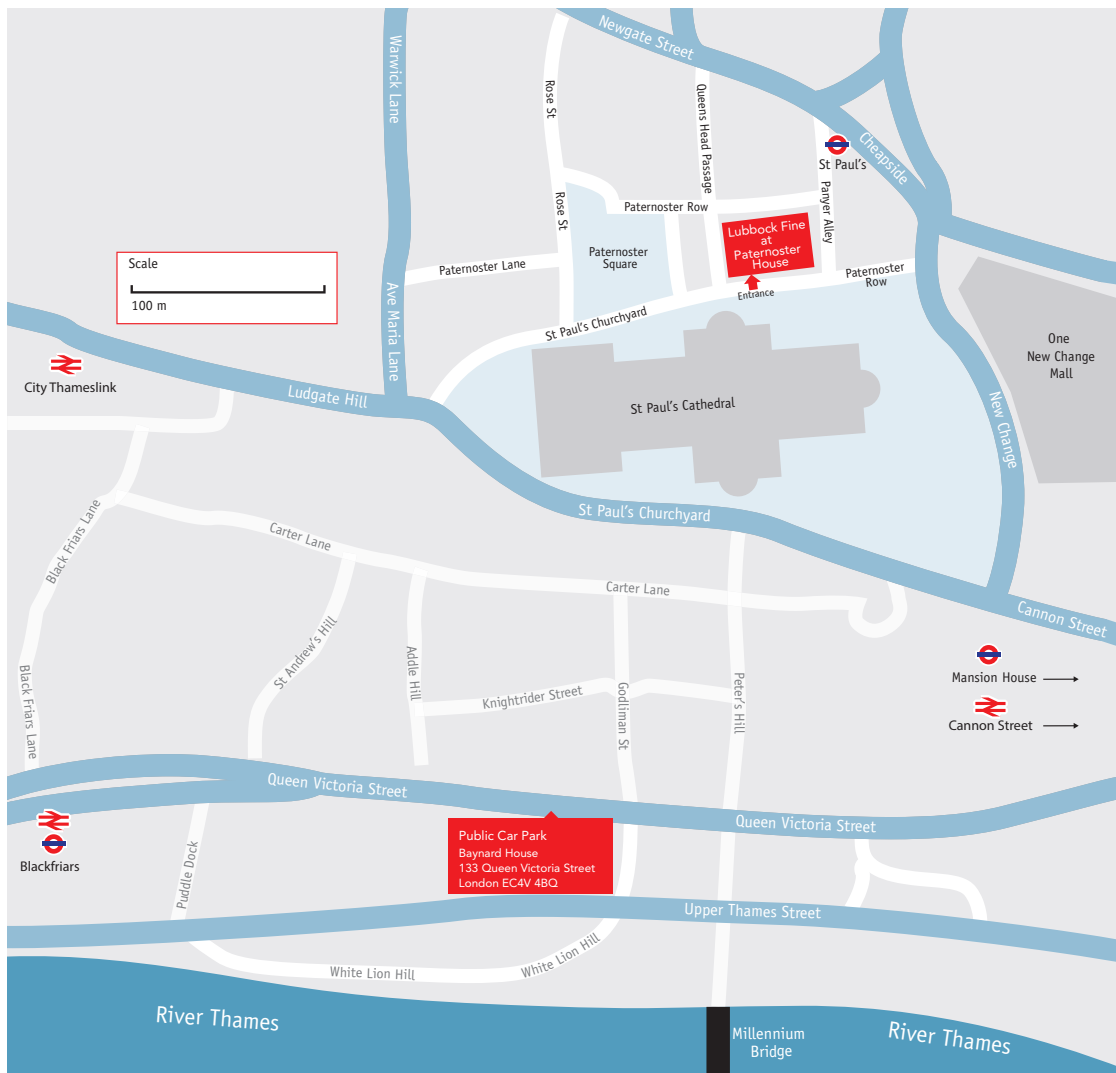 Warwick Lane
Newgate Street
Rose St
Queens Head Passage
Cheapside
St Paul's
Panyer Alley
Rose St
Paternoster Row
Lubbock Fine
at
Paternoster
House
Paternoster
Square
Paternoster Lane
Paternoster
Row
Entrance
Scale
100 m
Ave Maria Lane
St Paul's Churchyard
One
New Change
Mall
City Thameslink
Ludgate Hill
St Paul's Cathedral
New Change
St Paul's Churchyard
Black Friars Lane
Carter Lane
Carter Lane
Cannon Street
St Andrew's Hill
Addle Hill
Mansion House
Black Friars Lane
Knightrider Street
Godliman St
Peter's Hill
Cannon Street
Queen Victoria Street
Queen Victoria Street
Public Car Park
Baynard House
133 Queen Victoria Street
London EC4V 4BQ
Blackfriars
Puddle Dock
Upper Thames Street
White Lion Hill
White Lion Hill
River Thames
Millennium
Bridge
River Thames